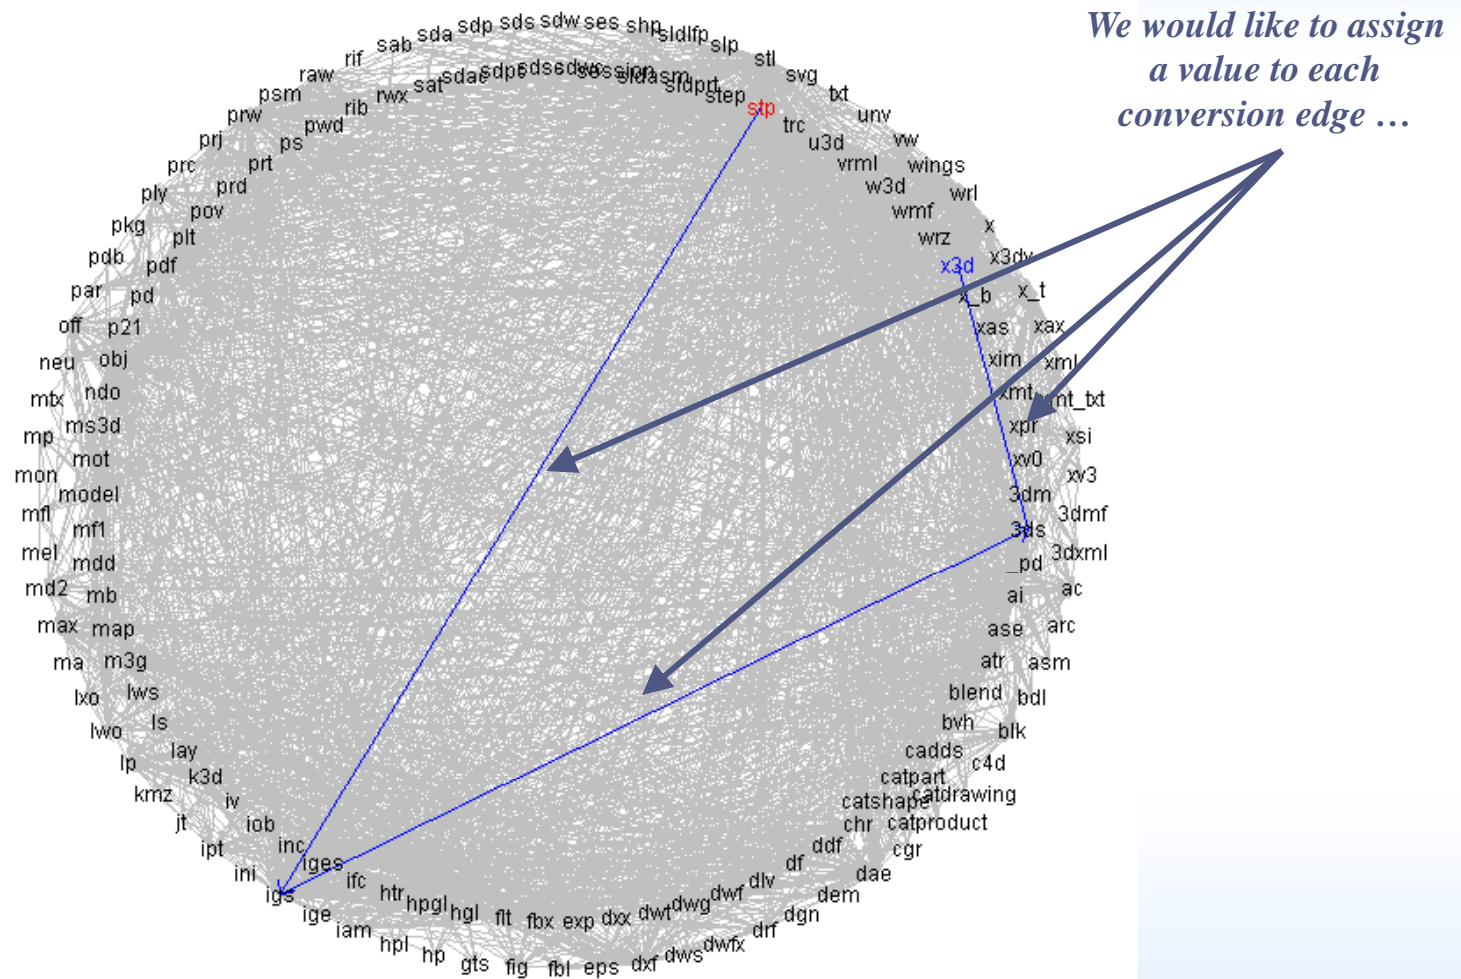 We would like to assign
a value to each
conversion edge …
sdp sds sdw ses shp
sab sda sldlfp slp
rif stl
raw svg
psm txt
prw unv
prj vw
prc wings
ply wrl
pkg x
pdb x3dv
par x_t
off xax
neu xml
mtx
mp xsi
mon xv3
mfl 3dmf
mel 3dxml
md2 ac
max arc
ma asm
lxo bdl
lwo blk
lp c4d
kmz catdrawing
jt catproduct
ipt cgr
ini dae
igs dem
ige dgn
iam drf
hpl dwfx
hp dws
gts fig fbl eps dxf
sdpc sdsc sdwc session sldasm
sat sdac sldprt step
rwx stp
rib trc
pwd u3d
ps vrml
prt w3d
prd wmf
pov wrz
plt x3d
pdf x_b
pd xas
p21 xim
obj xmt
ndo xpr
ms3d xv0
mot 3dm
model 3ds
mf1 _pd
mdd ai
mb ase
map atr
m3g blend
lws bvh
ls cadds
lay catpart
k3d catshape
iv chr
iob ddf
inc df
iges dlv
ifc dwf
htr dwg
hpgl dwt
hgl flt fbx exp dxx